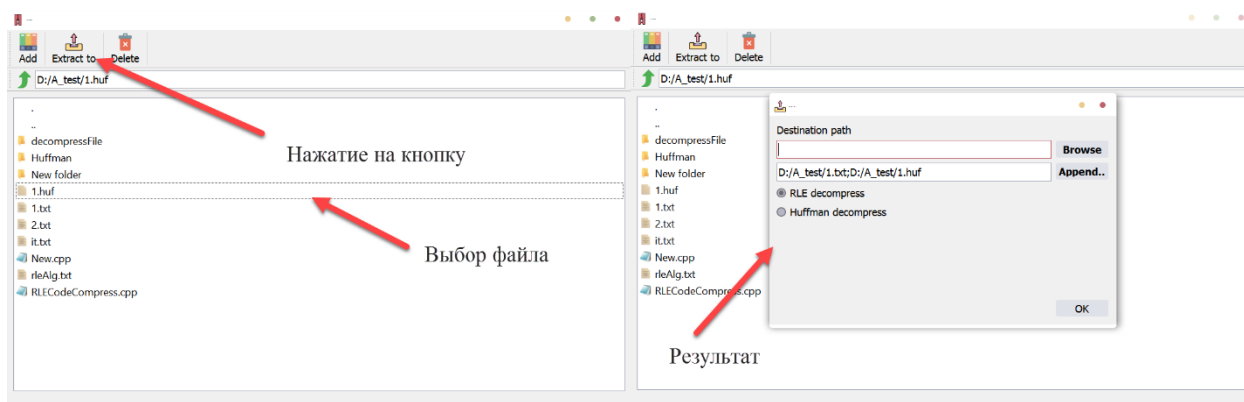 ...
Add Extract to Delete
D:/A_test/1.huf
.
..
decompressFile
Huffman
New folder
1.huf
1.txt
2.txt
it.txt
New.cpp
rleAlg.txt
RLECodeCompress.cpp
Нажатие на кнопку
Выбор файла
...
Add Extract to Delete
D:/A_test/1.huf
.
..
decompressFile
Huffman
New folder
1.huf
1.txt
2.txt
it.txt
New.cpp
rleAlg.txt
RLECodeCompress.cpp
...
Destination path
Browse
D:/A_test/1.txt;D:/A_test/1.huf Append..
RLE decompress
Huffman decompress
OK
Результат